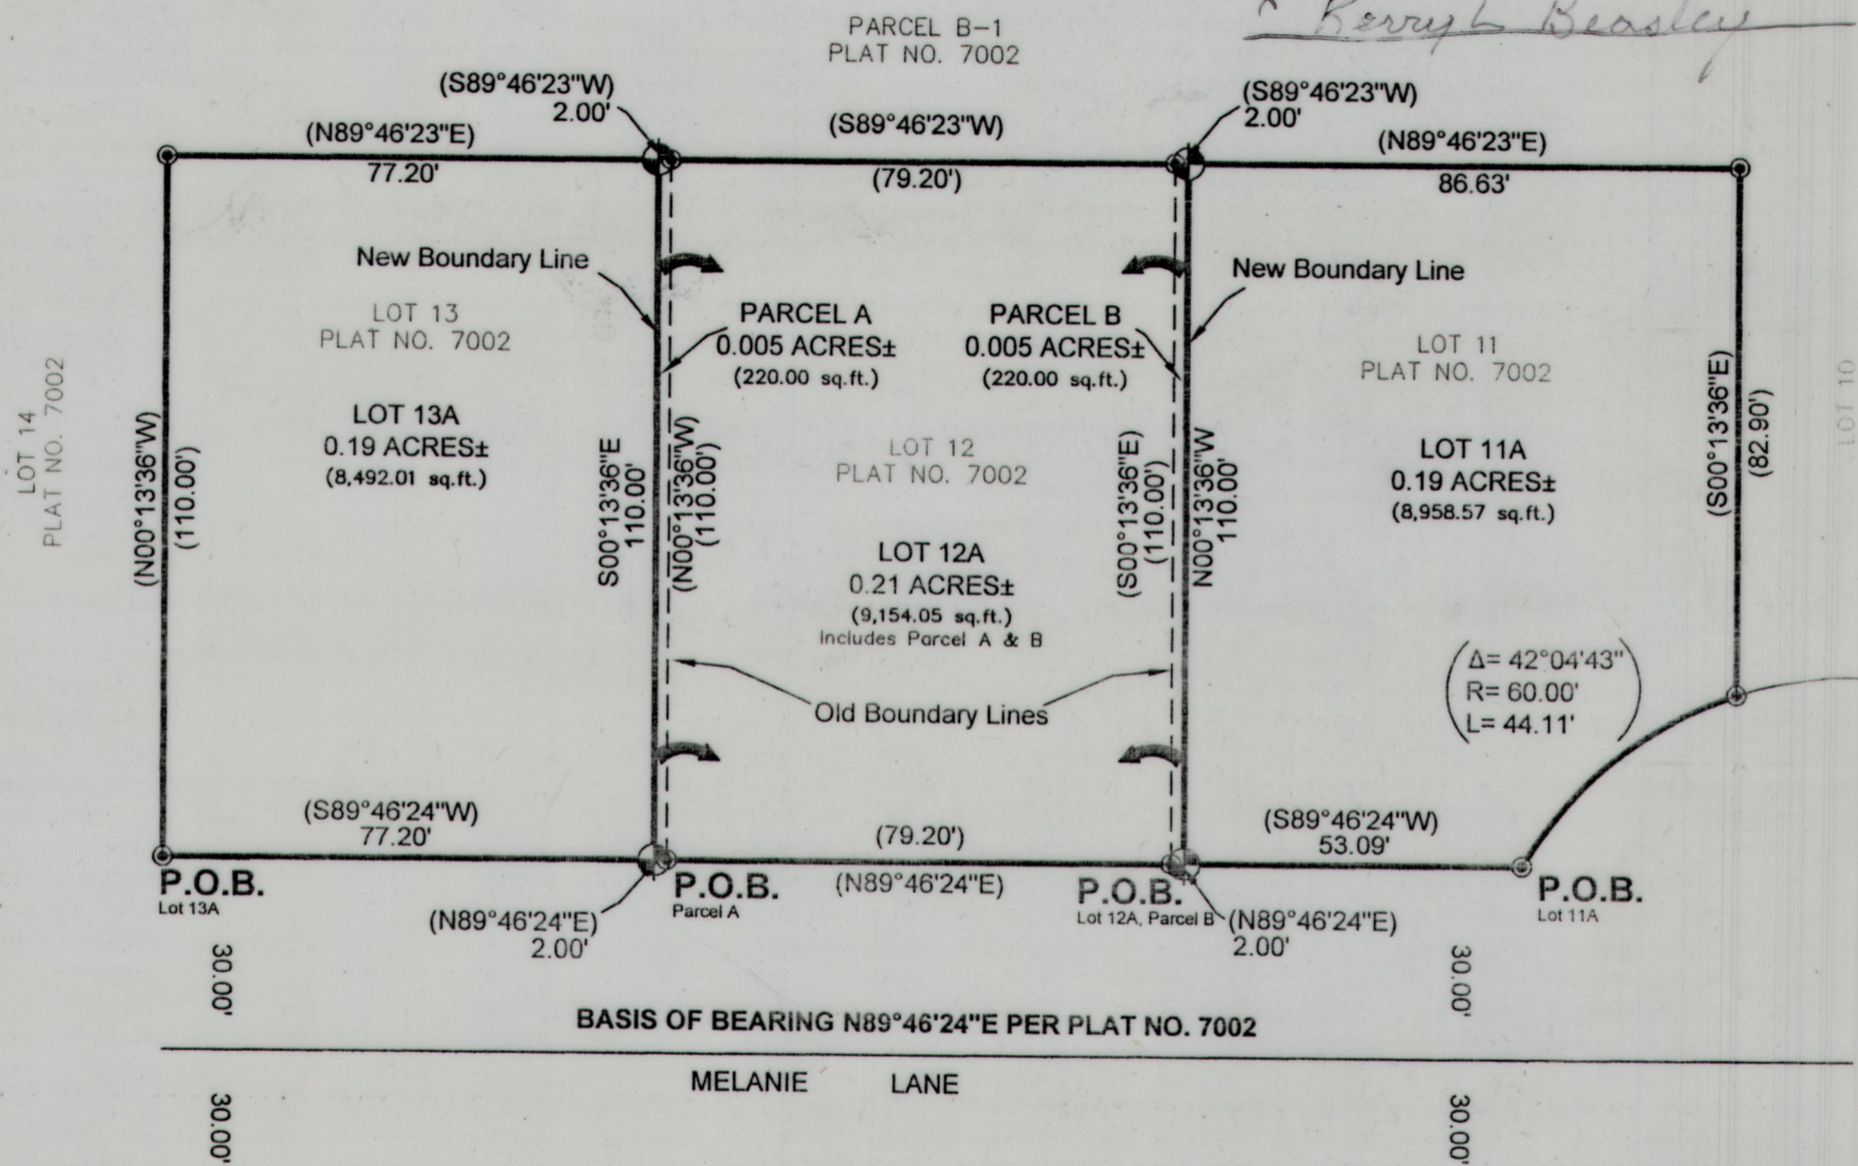 Kerry L Beasley
PARCEL B-1
PLAT NO. 7002
(S89°46'23"W)
2.00'
(S89°46'23"W)
(79.20')
(S89°46'23"W)
2.00'
(N89°46'23"E)
77.20'
(N89°46'23"E)
86.63'
New Boundary Line
New Boundary Line
LOT 13
PLAT NO. 7002
PARCEL A
0.005 ACRES±
(220.00 sq.ft.)
PARCEL B
0.005 ACRES±
(220.00 sq.ft.)
LOT 11
PLAT NO. 7002
LOT 14
PLAT NO. 7002
(N00°13'36"W)
(110.00')
LOT 13A
0.19 ACRES±
(8,492.01 sq.ft.)
S00°13'36"E
110.00'
(N00°13'36"W)
(110.00')
LOT 12
PLAT NO. 7002
LOT 12A
0.21 ACRES±
(9,154.05 sq.ft.)
Includes Parcel A & B
(S00°13'36"E)
(110.00')
N00°13'36"W
110.00'
LOT 11A
0.19 ACRES±
(8,958.57 sq.ft.)
(S00°13'36"E)
(82.90')
LOT 10
Old Boundary Lines
Δ= 42°04'43"
R= 60.00'
L= 44.11'
(S89°46'24"W)
77.20'
(79.20')
(N89°46'24"E)
(S89°46'24"W)
53.09'
P.O.B.
Lot 13A
P.O.B.
Parcel A
P.O.B.
Lot 12A, Parcel B
P.O.B.
Lot 11A
(N89°46'24"E)
2.00'
(N89°46'24"E)
2.00'
30.00'
30.00'
BASIS OF BEARING N89°46'24"E PER PLAT NO. 7002
MELANIE LANE
30.00'
30.00'